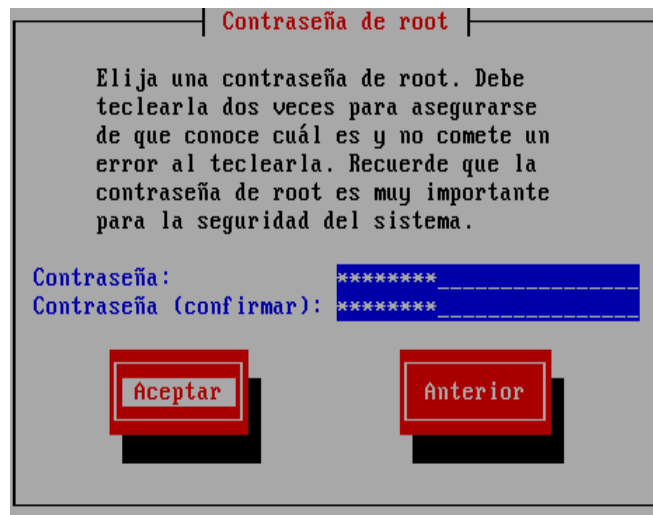 Contraseña de root
Elija una contraseña de root. Debe
teclearla dos veces para asegurarse
de que conoce cuál es y no comete un
error al teclearla. Recuerde que la
contraseña de root es muy importante
para la seguridad del sistema.
Contraseña: ********________________
Contraseña (confirmar): ********________________
Aceptar Anterior